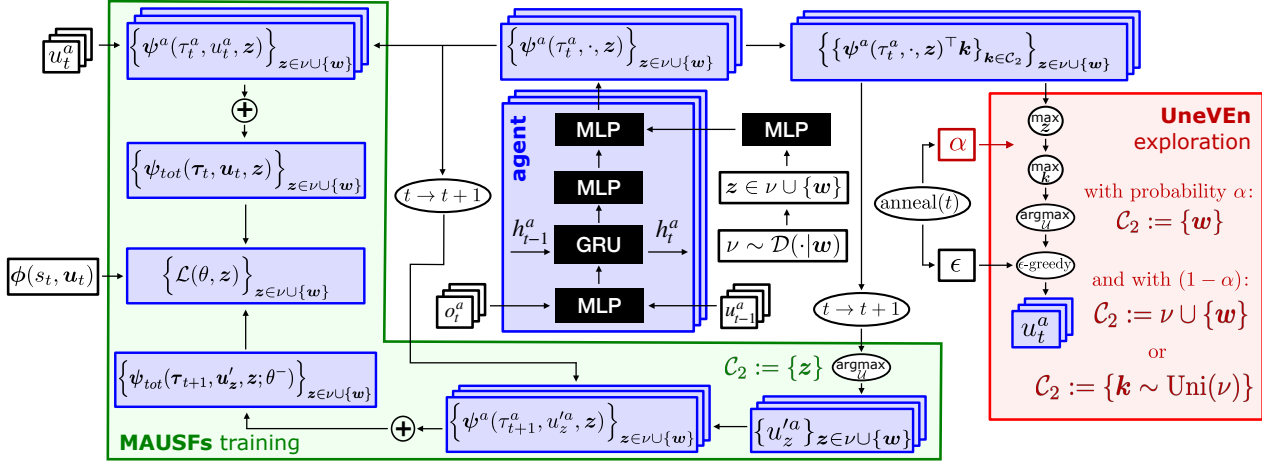 u_t^a
{ψ^a(τ_t^a, u_t^a, z)}_{z∈ν∪{w}}
{ψ^a(τ_t^a, ·, z)}_{z∈ν∪{w}}
{{ψ^a(τ_t^a, ·, z)^⊤ k}_{k∈C_2}}_{z∈ν∪{w}}
+
{ψ_tot(τ_t, u_t, z)}_{z∈ν∪{w}}
ϕ(s_t, u_t)
{L(θ, z)}_{z∈ν∪{w}}
{ψ_tot(τ_{t+1}, u'_z, z; θ^−)}_{z∈ν∪{w}}
MAUSFs training
t → t + 1
agent
MLP
MLP
h_{t−1}^a
GRU
h_t^a
MLP
o_t^a
u_{t−1}^a
MLP
z ∈ ν ∪ {w}
ν ∼ D(·|w)
t → t + 1
C_2 := {z}
argmax
U
{u'^a_z}_{z∈ν∪{w}}
{ψ^a(τ_{t+1}^a, u'^a_z, z)}_{z∈ν∪{w}}
+
anneal(t)
α
ϵ
UneVEn
exploration
max
z
max
k
argmax
U
ϵ-greedy
u_t^a
with probability α:
C_2 := {w}
and with (1 − α):
C_2 := ν ∪ {w}
or
C_2 := {k ∼ Uni(ν)}